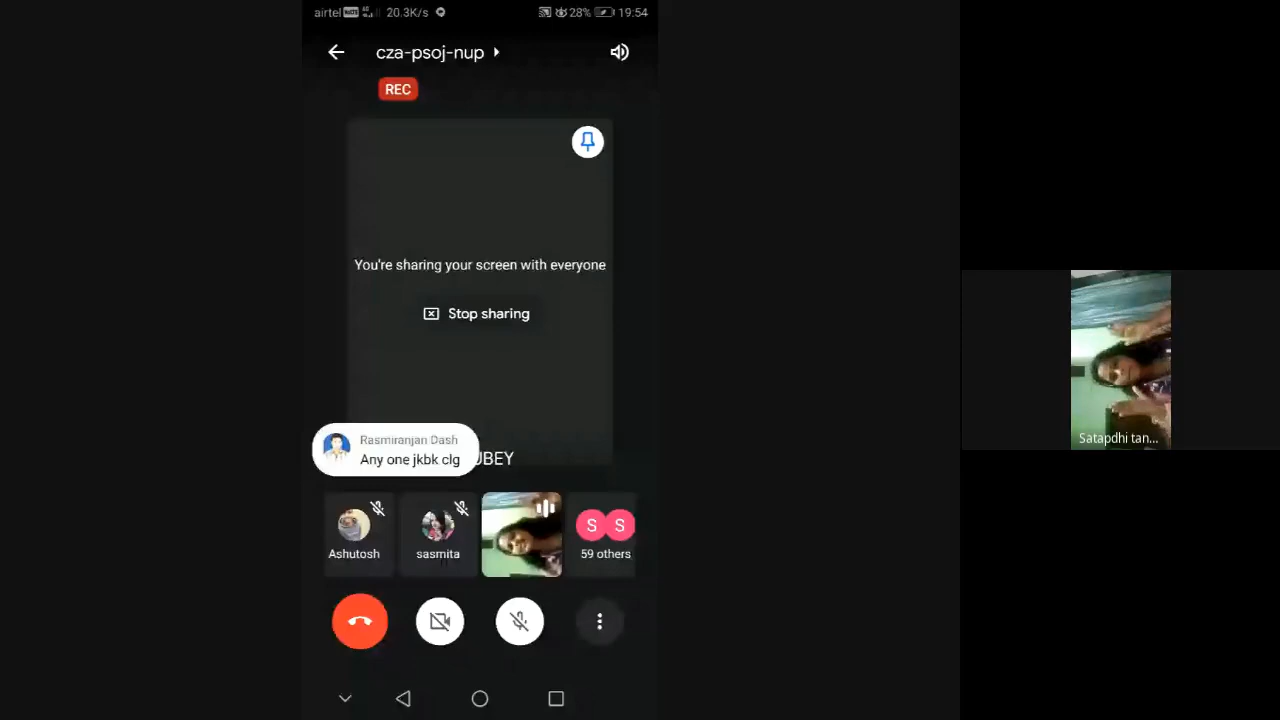 airtel 20.3K/s 28% 19:54
cza-psoj-nup
REC
You're sharing your screen with everyone
Stop sharing
Rasmiranjan Dash
Any one jkbk clg
UBEY
Ashutosh sasmita S S 59 others
Satapdhi tan...